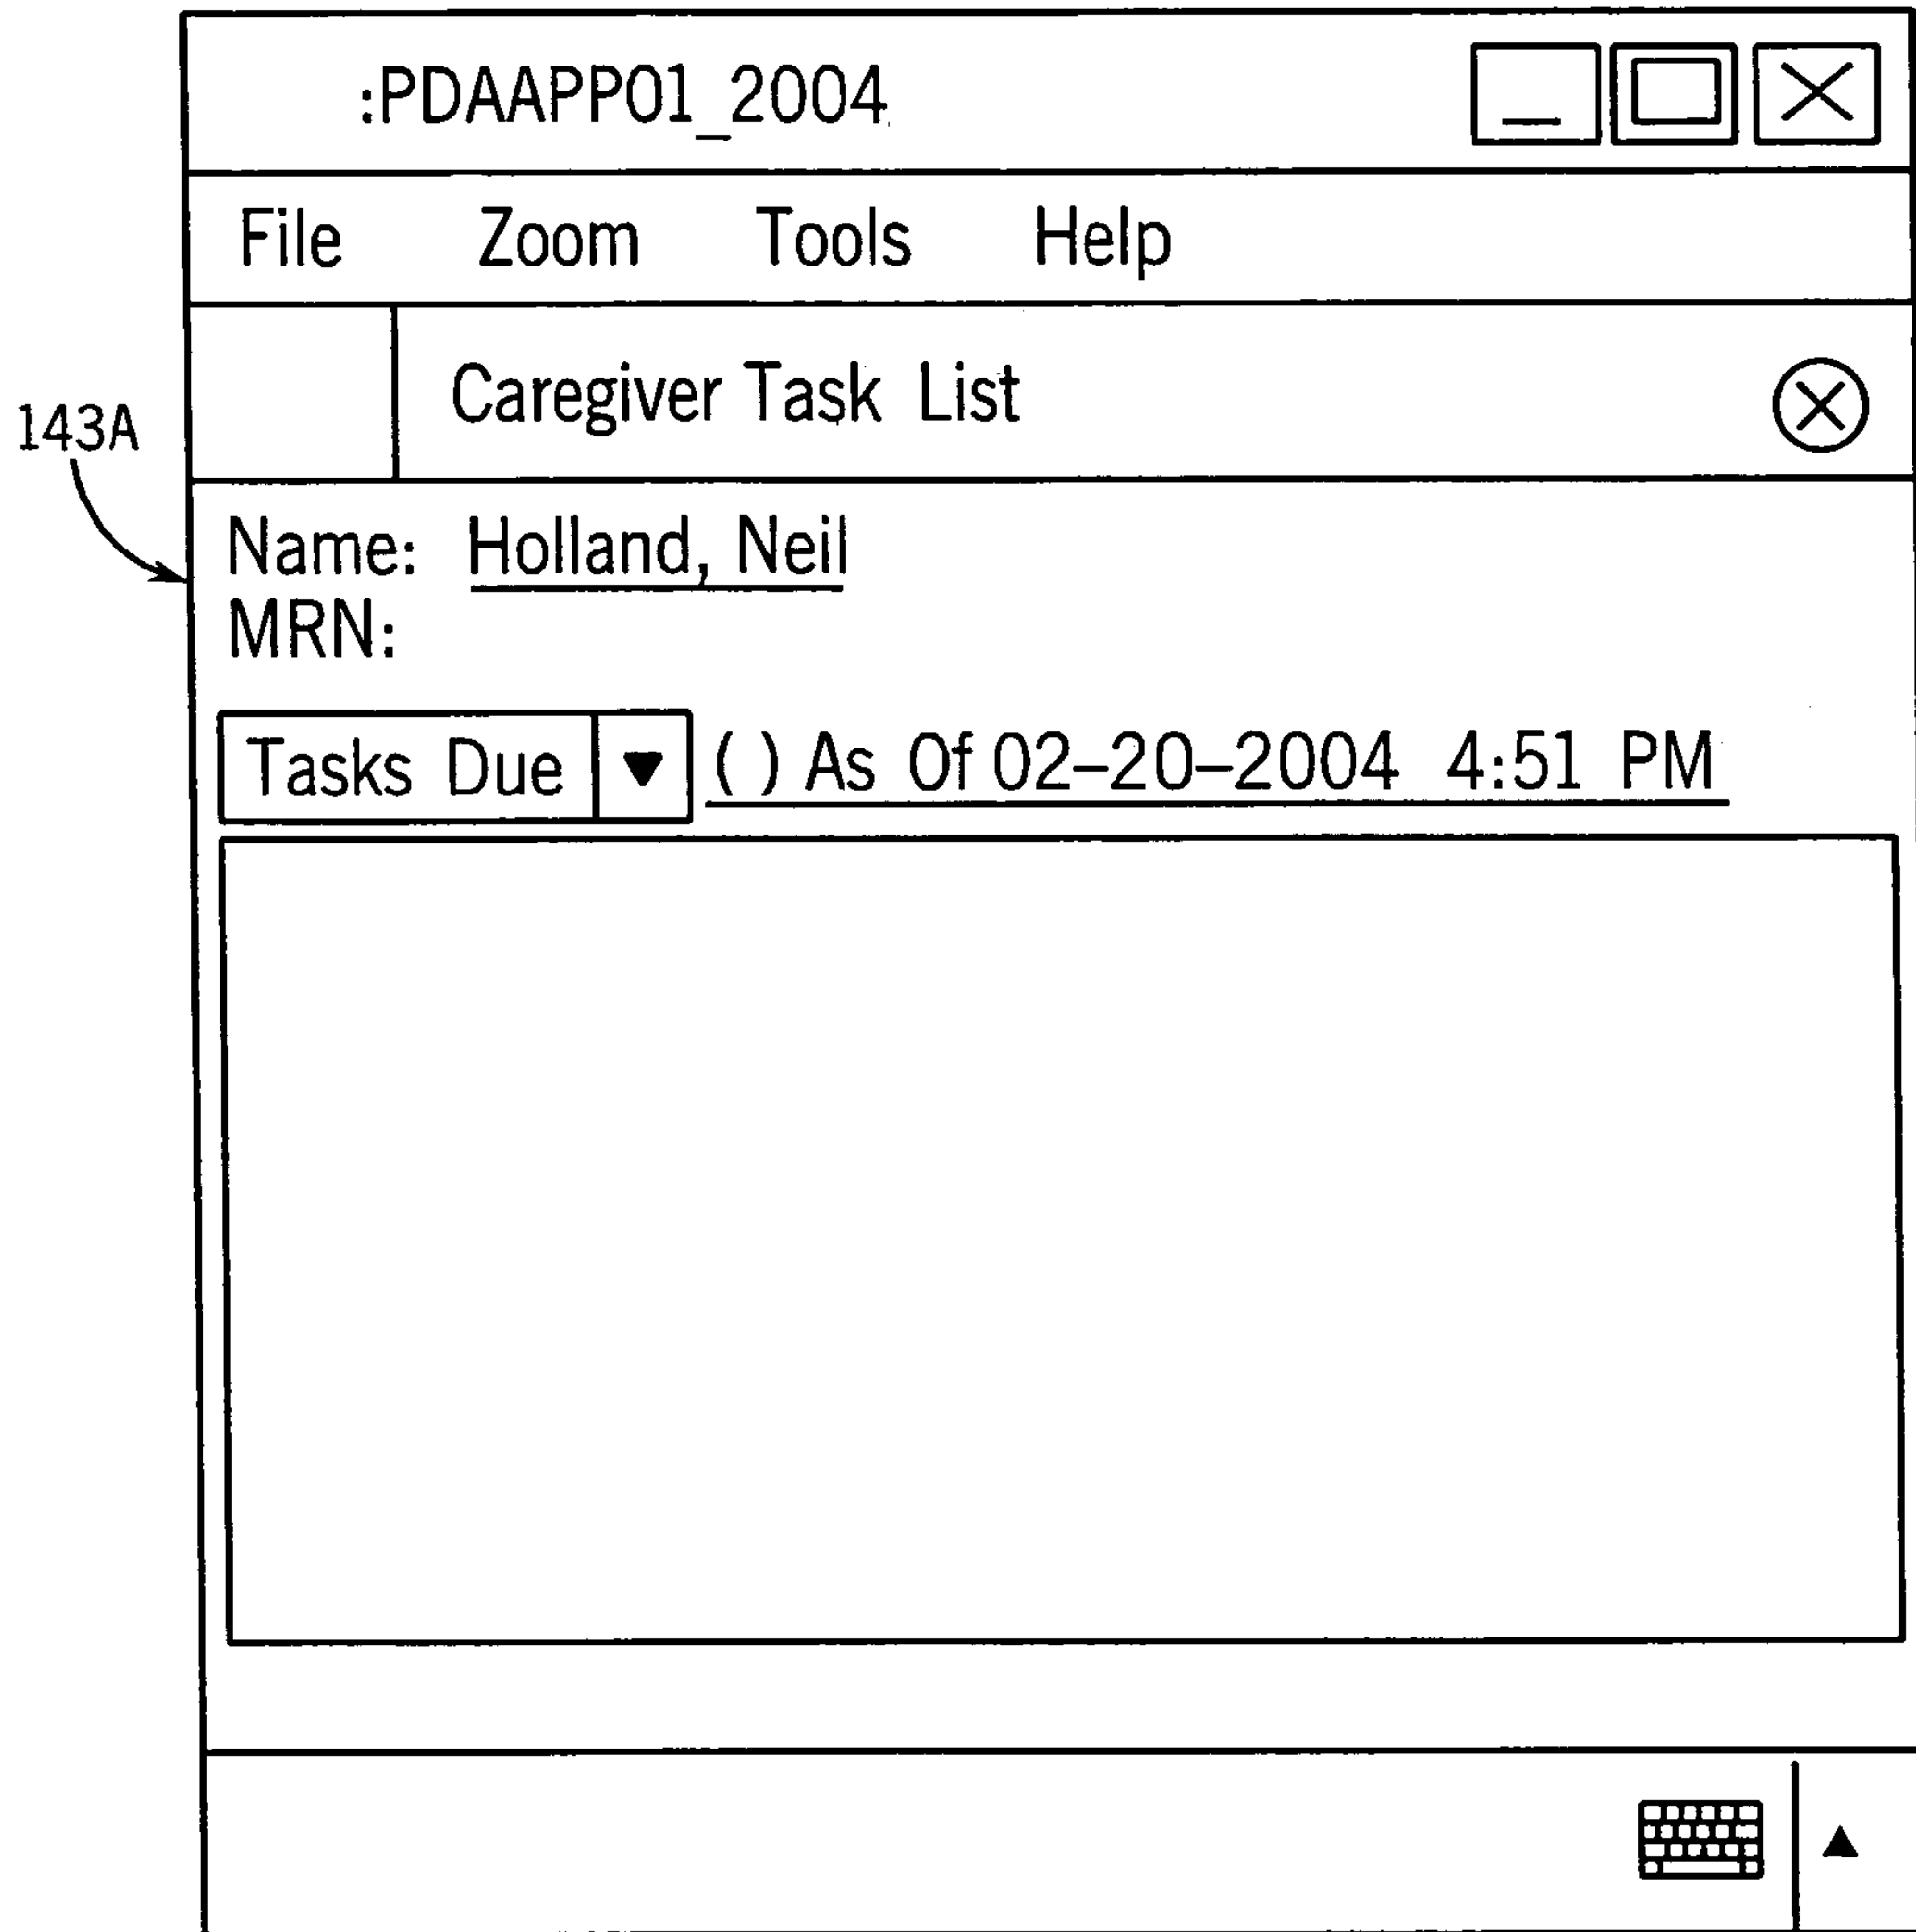 :PDAAPP01_2004
File Zoom Tools Help
Caregiver Task List
143A
Name: Holland, Neil
MRN:
Tasks Due ( ) As Of 02–20–2004 4:51 PM